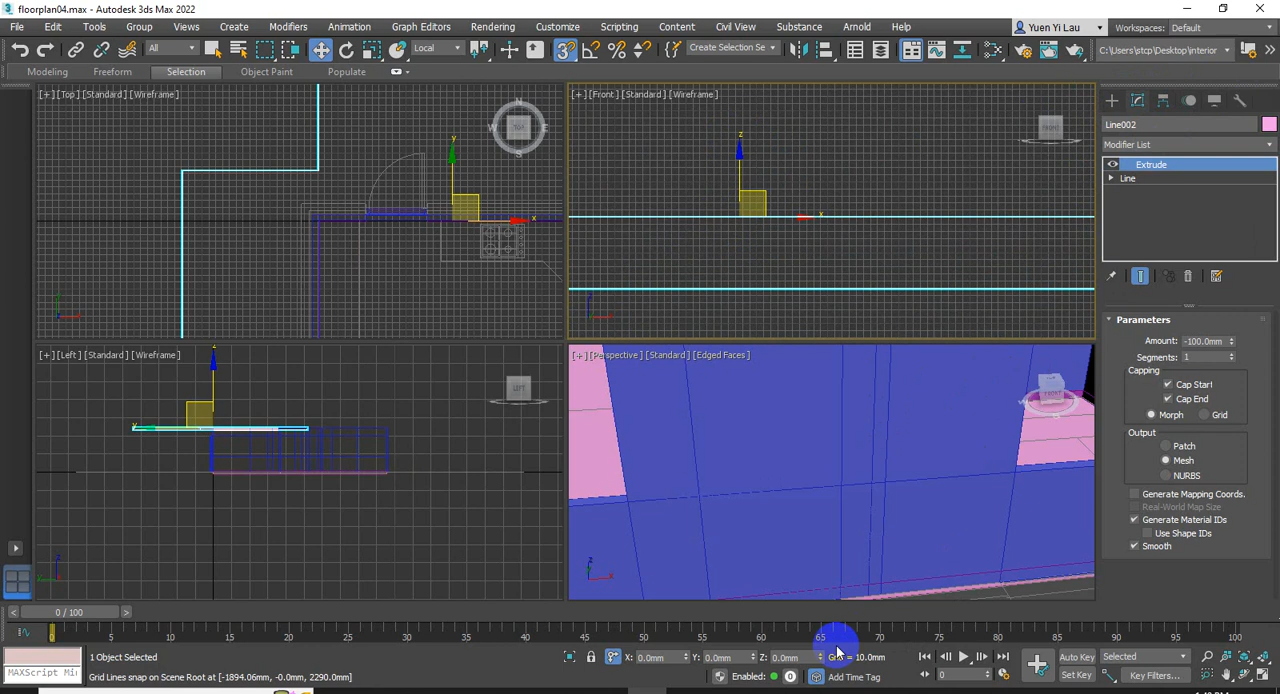 floorplan04.max - Autodesk 3ds Max 2022
File Edit Tools Group Views Create Modifiers Animation Graph Editors Rendering Customize Scripting Content Civil View Substance Arnold Help
Yuen Yi Lau Workspaces: Default
All Local Create Selection Se C:\Users\stcp\Desktop\interior
Modeling Freeform Selection Object Paint Populate
[+] [Top] [Standard] [Wireframe]
[+] [Front] [Standard] [Wireframe]
Line002
Modifier List
Extrude
Line
[+] [Left] [Standard] [Wireframe]
[+] [Perspective] [Standard] [Edged Faces]
Parameters
Amount: -100.0mm
Segments: 1
Capping
Cap Start
Cap End
Morph Grid
Output
Patch
Mesh
NURBS
Generate Mapping Coords.
Real-World Map Size
Generate Material IDs
Use Shape IDs
Smooth
0 / 100
0 5 10 15 20 25 30 35 40 45 50 55 60 65 70 75 80 85 90 95 100
1 Object Selected X: 0.0mm Y: 0.0mm Z: 0.0mm = 10.0mm Auto Key Selected
MAXScript Mi Grid Lines snap on Scene Root at [-1894.06mm, -0.0mm, 2290.0mm] Enabled: 0 Add Time Tag 0 Set Key Key Filters...